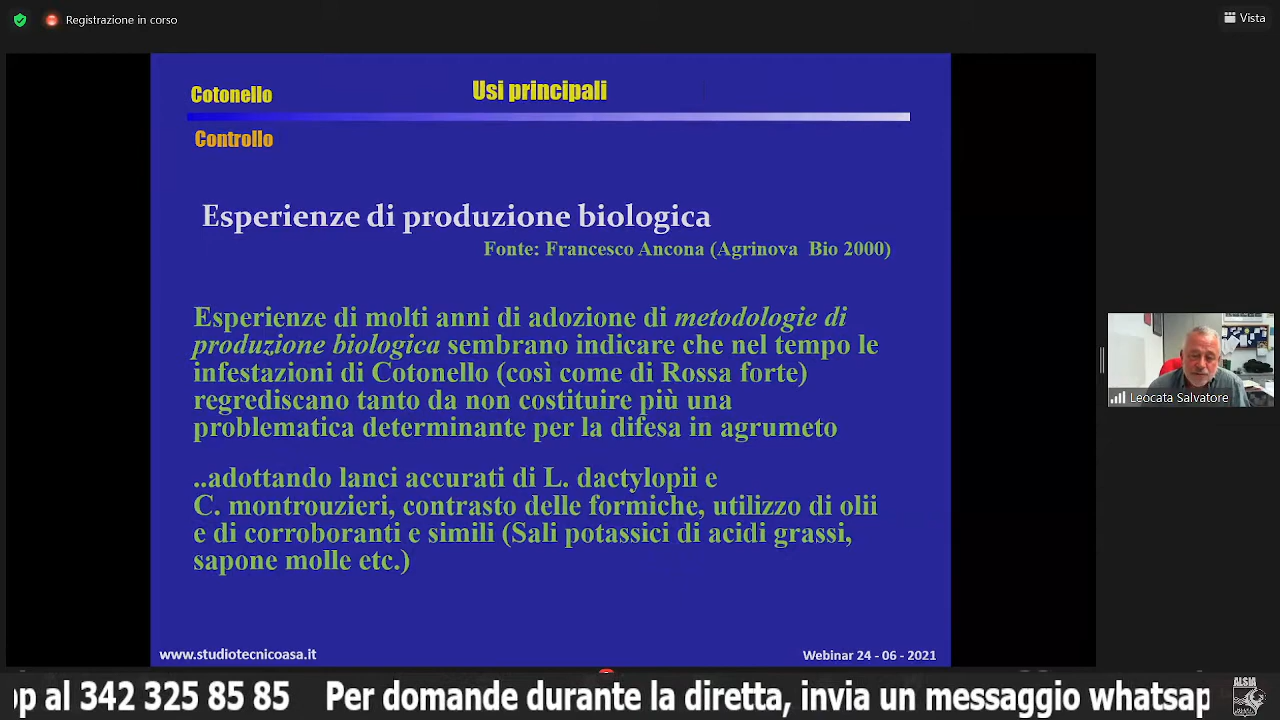 Registrazione in corso
Vista
Cotonello
Usi principali
Controllo
Esperienze di produzione biologica
Fonte: Francesco Ancona (Agrinova Bio 2000)
Esperienze di molti anni di adozione di metodologie di
produzione biologica sembrano indicare che nel tempo le
infestazioni di Cotonello (così come di Rossa forte)
regrediscano tanto da non costituire più una
problematica determinante per la difesa in agrumeto
..adottando lanci accurati di L. dactylopii e
C. montrouzieri, contrasto delle formiche, utilizzo di olii
e di corroboranti e simili (Sali potassici di acidi grassi,
sapone molle etc.)
Leocata Salvatore
www.studiotecnicoasa.it
Webinar 24 - 06 - 2021
op al 342 325 85 85 Per domande durante la diretta, invia un messaggio whatsap